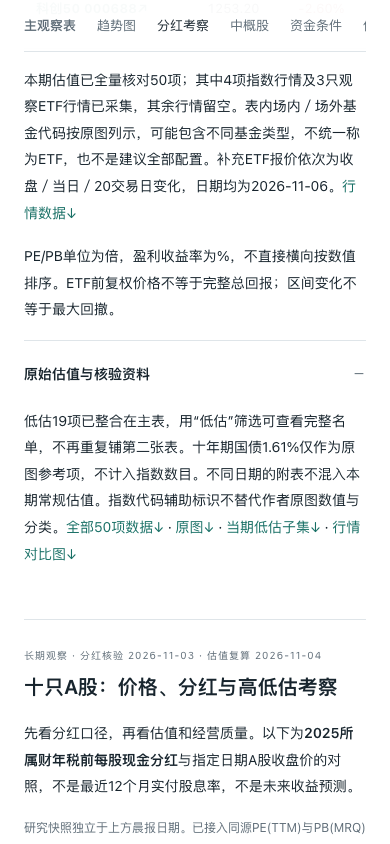 主观察表 趋势图 分红考察 中概股 资金条件
本期估值已全量核对50项；其中4项指数行情及3只观
察ETF行情已采集，其余行情留空。表内场内 / 场外基
金代码按原图列示，可能包含不同基金类型，不统一称
为ETF，也不是建议全部配置。补充ETF报价依次为收
盘 / 当日 / 20交易日变化，日期均为2026-11-06。行
情数据↓
PE/PB单位为倍，盈利收益率为%，不直接横向按数值
排序。ETF前复权价格不等于完整总回报；区间变化不
等于最大回撤。
原始估值与核验资料 −
低估19项已整合在主表，用“低估”筛选可查看完整名
单，不再重复铺第二张表。十年期国债1.61%仅作为原
图参考项，不计入指数数目。不同日期的附表不混入本
期常规估值。指数代码辅助标识不替代作者原图数值与
分类。全部50项数据↓ · 原图↓ · 当期低估子集↓ · 行情
对比图↓
长期观察 · 分红核验 2026-11-03 · 估值复算 2026-11-04
十只A股：价格、分红与高低估考察
先看分红口径，再看估值和经营质量。以下为2025所
属财年税前每股现金分红与指定日期A股收盘价的对
照，不是最近12个月实付股息率，不是未来收益预测。
研究快照独立于上方晨报日期。已接入同源PE(TTM)与PB(MRQ)